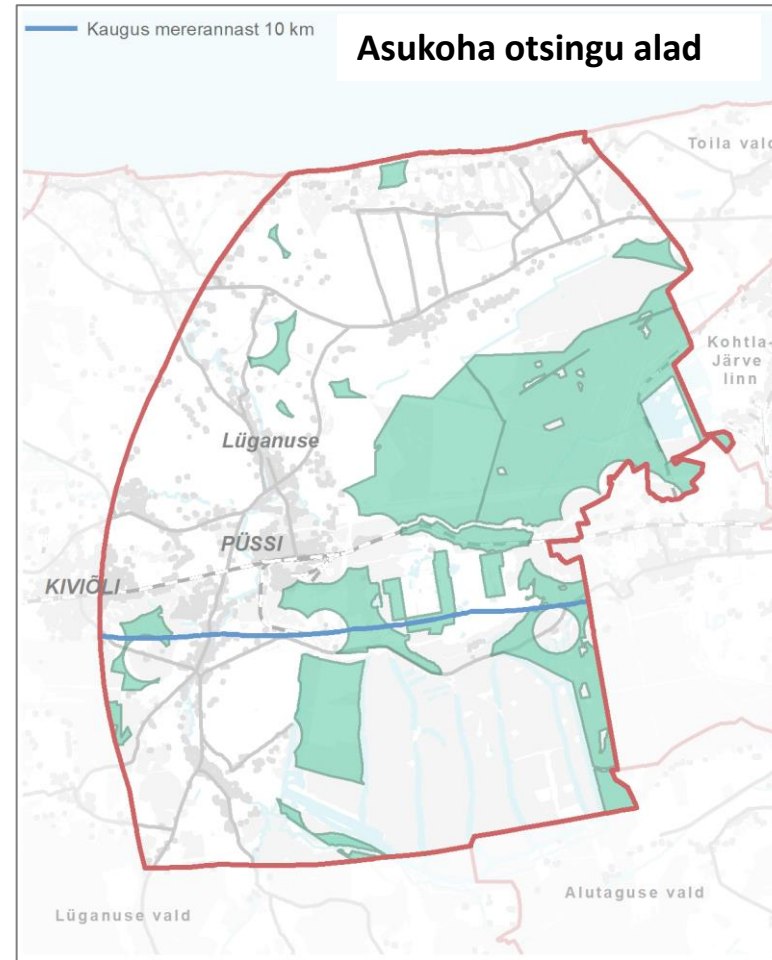 Kaugus mererannast 10 km
Asukoha otsingu alad
Toila vald
Kohtla-
Järve
linn
Lüganuse
PÜSSI
KIVIÕLI
Alutaguse vald
Lüganuse vald